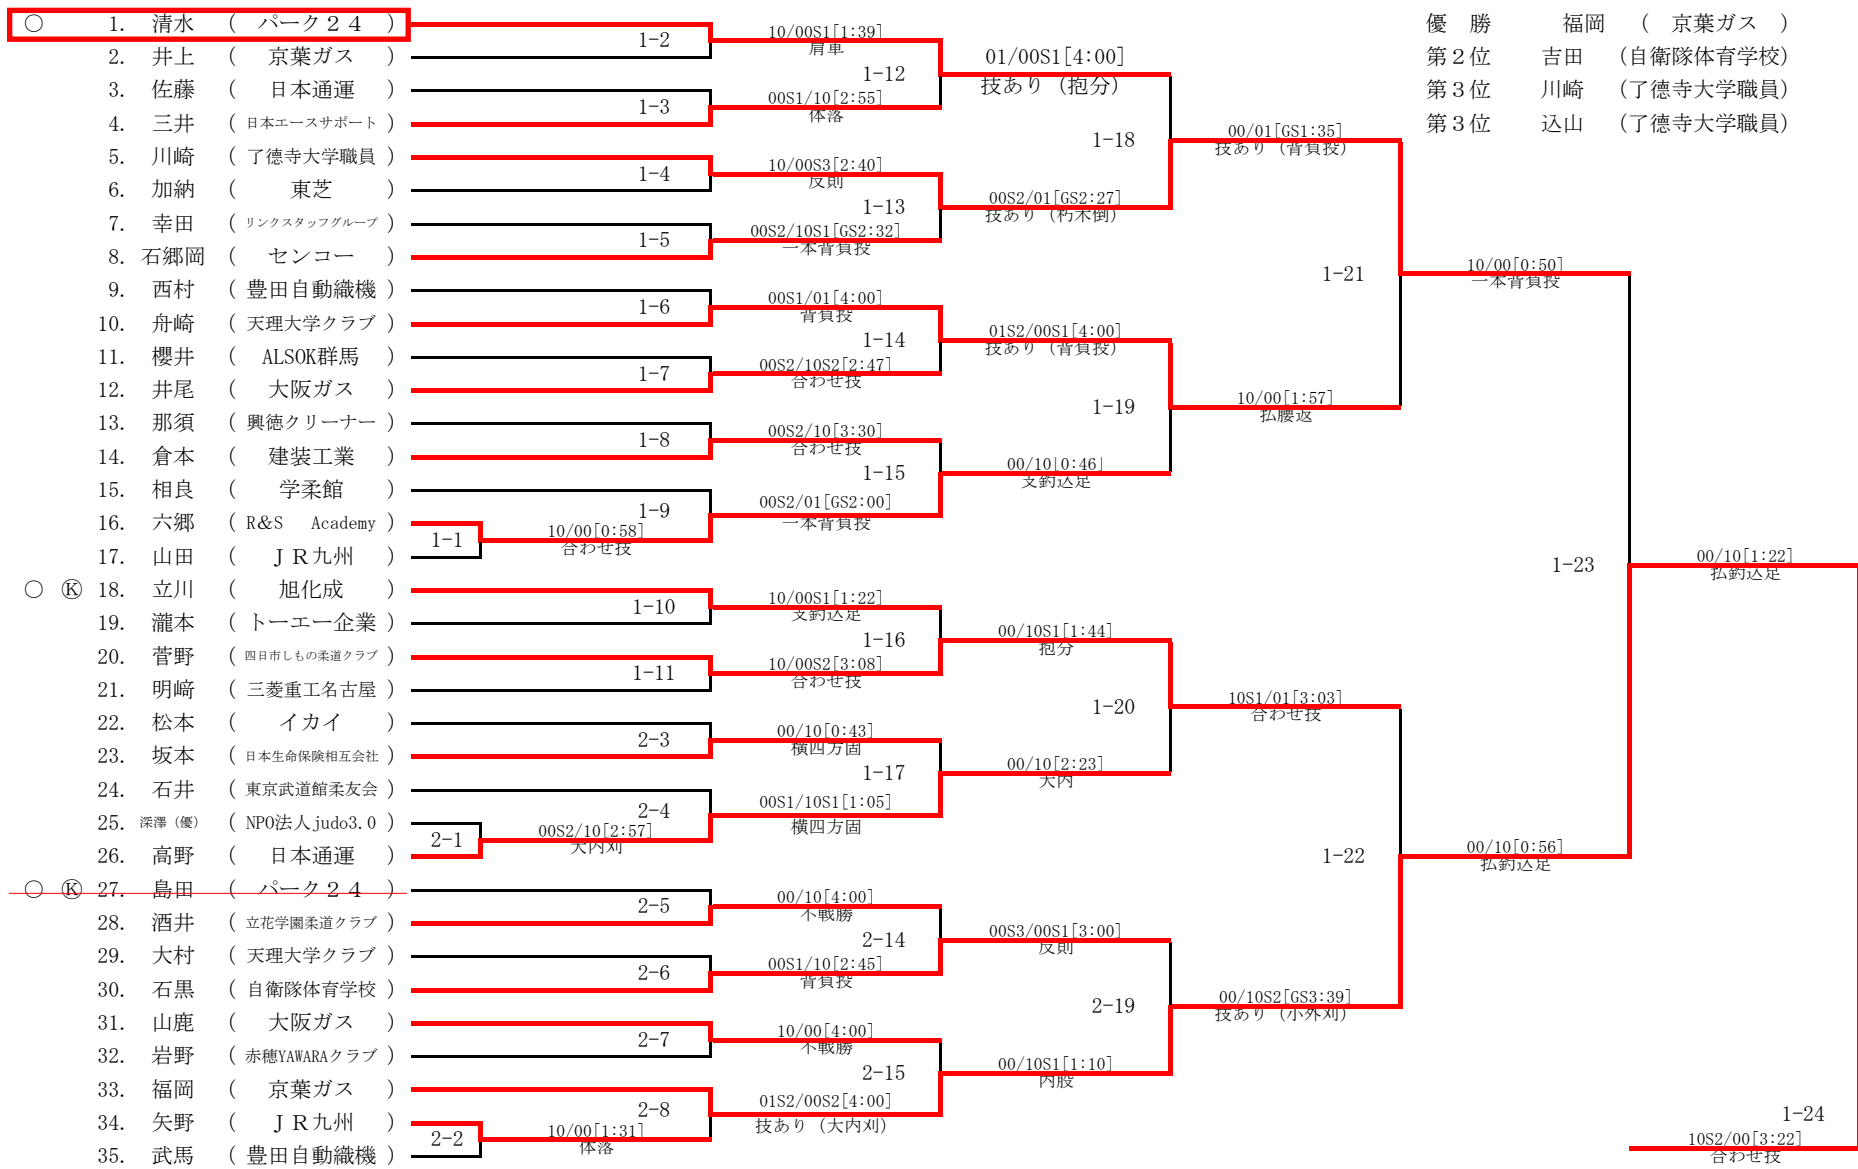 ○ 1. 清水 ( パーク２４ )
2. 井上 ( 京葉ガス )
3. 佐藤 ( 日本通運 )
4. 三井 ( 日本エースサポート )
5. 川崎 ( 了德寺大学職員 )
6. 加納 ( 東芝 )
7. 幸田 ( リンクスタッフグループ )
8. 石郷岡 ( センコー )
9. 西村 ( 豊田自動織機 )
10. 舟崎 ( 天理大学クラブ )
11. 櫻井 ( ALSOK群馬 )
12. 井尾 ( 大阪ガス )
13. 那須 ( 興徳クリーナー )
14. 倉本 ( 建装工業 )
15. 相良 ( 学柔館 )
16. 六郷 ( R&S Academy )
17. 山田 ( ＪＲ九州 )
○ Ⓚ 18. 立川 ( 旭化成 )
19. 瀧本 ( トーエー企業 )
20. 菅野 ( 四日市しもの柔道クラブ )
21. 明﨑 ( 三菱重工名古屋 )
22. 松本 ( イカイ )
23. 坂本 ( 日本生命保険相互会社 )
24. 石井 ( 東京武道館柔友会 )
25. 深澤（優） ( NPO法人judo3.0 )
26. 高野 ( 日本通運 )
○ Ⓚ 27. 島田 ( パーク２４ )
28. 酒井 ( 立花学園柔道クラブ )
29. 大村 ( 天理大学クラブ )
30. 石黒 ( 自衛隊体育学校 )
31. 山鹿 ( 大阪ガス )
32. 岩野 ( 赤穂YAWARAクラブ )
33. 福岡 ( 京葉ガス )
34. 矢野 ( ＪＲ九州 )
35. 武馬 ( 豊田自動織機 )
1-1
2-1
2-2
10/00[0:58]
合わせ技
00S2/10[2:57]
大内刈
10/00[1:31]
体落
1-2
1-3
1-4
1-5
1-6
1-7
1-8
1-9
1-10
1-11
2-3
2-4
2-5
2-6
2-7
2-8
10/00S1[1:39]
肩車
1-12
00S1/10[2:55]
体落
10/00S3[2:40]
反則
1-13
00S2/10S1[GS2:32]
一本背負投
00S1/01[4:00]
背負投
1-14
00S2/10S2[2:47]
合わせ技
00S2/10[3:30]
合わせ技
1-15
00S2/01[GS2:00]
一本背負投
10/00S1[1:22]
支釣込足
1-16
10/00S2[3:08]
合わせ技
00/10[0:43]
横四方固
1-17
00S1/10S1[1:05]
横四方固
00/10[4:00]
不戦勝
2-14
00S1/10[2:45]
背負投
10/00[4:00]
不戦勝
2-15
01S2/00S2[4:00]
技あり（大内刈）
01/00S1[4:00]
技あり（抱分）
1-18
00S2/01[GS2:27]
技あり（朽木倒）
01S2/00S1[4:00]
技あり（背負投）
1-19
00/10[0:46]
支釣込足
00/10S1[1:44]
抱分
1-20
00/10[2:23]
大内
00S3/00S1[3:00]
反則
2-19
00/10S1[1:10]
内股
00/01[GS1:35]
技あり（背負投）
1-21
10/00[1:57]
払腰返
10S1/01[3:03]
合わせ技
1-22
00/10S2[GS3:39]
技あり（小外刈）
10/00[0:50]
一本背負投
1-23
00/10[0:56]
払釣込足
00/10[1:22]
払釣込足
1-24
10S2/00[3:22]
合わせ技
優　勝 福岡 （ 京葉ガス ）
第２位 吉田 （自衛隊体育学校）
第３位 川崎 （了德寺大学職員）
第３位 込山 （了德寺大学職員）